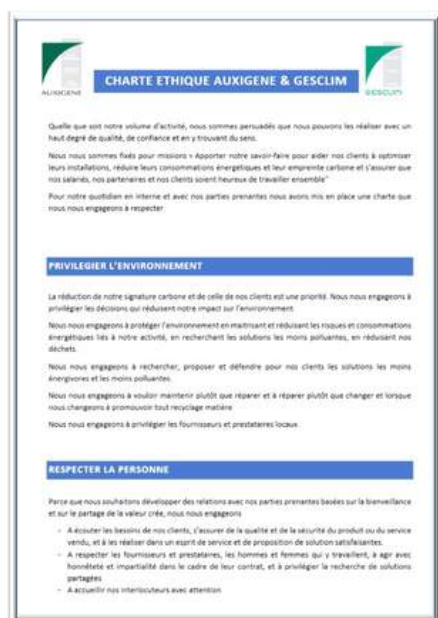 AUXIGENE
CHARTE ETHIQUE AUXIGENE & GESCLIM
GESCLIM
Quelle que soit notre volume d'activité, nous sommes persuadés que nous pouvons les réaliser avec un
haut degré de qualité, de confiance et en y trouvant du sens.
Nous nous sommes fixés pour missions « Apporter notre savoir-faire pour aider nos clients à optimiser
leurs installations, réduire leurs consommations énergétiques et leur empreinte carbone et s'assurer que
nos salariés, nos partenaires et nos clients soient heureux de travailler ensemble"
Pour notre quotidien en interne et avec nos parties prenantes nous avons mis en place une charte que
nous nous engageons à respecter
PRIVILEGIER L'ENVIRONNEMENT
La réduction de notre signature carbone et de celle de nos clients est une priorité. Nous nous engageons à
privilégier les décisions qui réduisent notre impact sur l'environnement.
Nous nous engageons à protéger l'environnement en maitrisant et réduisant les risques et consommations
énergétiques liés à notre activité, en recherchant les solutions les moins polluantes, en réduisant nos
déchets.
Nous nous engageons à rechercher, proposer et défendre pour nos clients les solutions les moins
énergivores et les moins polluantes.
Nous nous engageons à vouloir maintenir plutôt que réparer et à réparer plutôt que changer et lorsque
nous changeons à promouvoir tout recyclage matière
Nous nous engageons à privilégier les fournisseurs et prestataires locaux
RESPECTER LA PERSONNE
Parce que nous souhaitons développer des relations avec nos parties prenantes basées sur la bienveillance
et sur le partage de la valeur crée, nous nous engageons
- A écouter les besoins de nos clients, s'assurer de la qualité et de la sécurité du produit ou du service
vendu, et à les réaliser dans un esprit de service et de proposition de solution satisfaisantes.
- A respecter les fournisseurs et prestataires, les hommes et femmes qui y travaillent, à agir avec
honnêteté et impartialité dans le cadre de leur contrat, et à privilégier la recherche de solutions
partagées
- A accueillir nos interlocuteurs avec attention